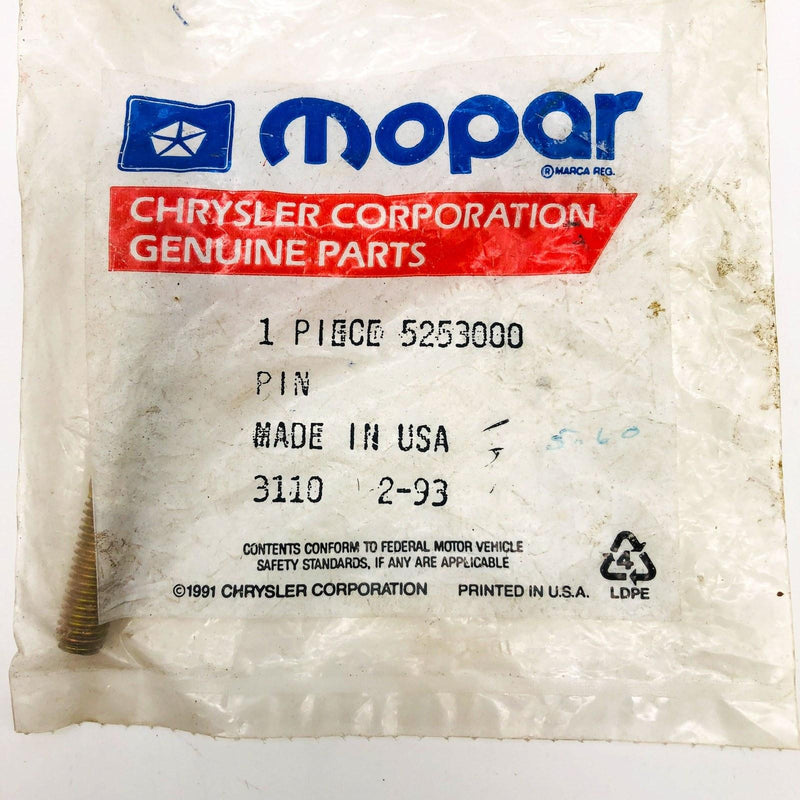 mopar
® MARCA REG.
CHRYSLER CORPORATION
GENUINE PARTS
1 PIECE 5253000
PIN
MADE IN USA
3110 2-93
CONTENTS CONFORM TO FEDERAL MOTOR VEHICLE
SAFETY STANDARDS, IF ANY ARE APPLICABLE
©1991 CHRYSLER CORPORATION PRINTED IN U.S.A.
4
LDPE